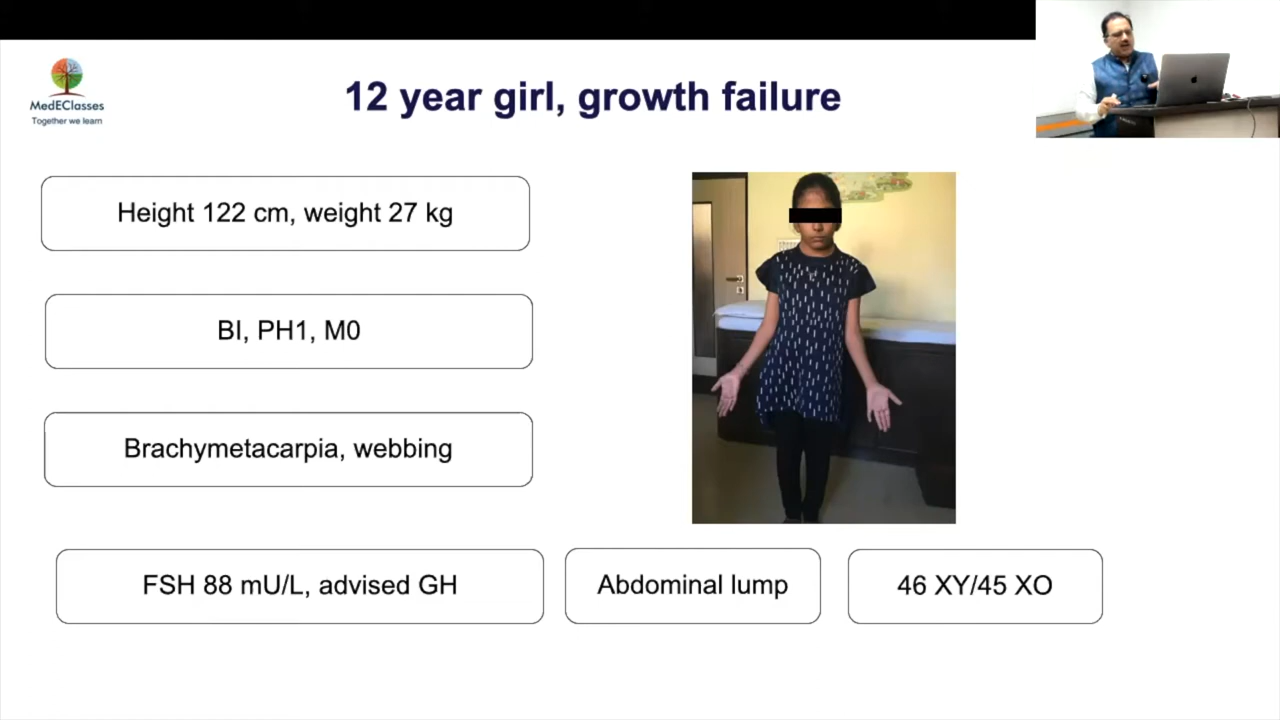 MedEClasses
Together we learn
12 year girl, growth failure
Height 122 cm, weight 27 kg
BI, PH1, M0
Brachymetacarpia, webbing
FSH 88 mU/L, advised GH
Abdominal lump
46 XY/45 XO